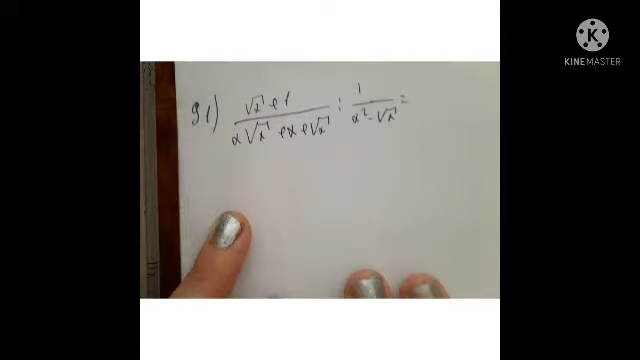 91) √x + 1 / x√x + x + √x : 1 / x² - √x =
K
KINEMASTER